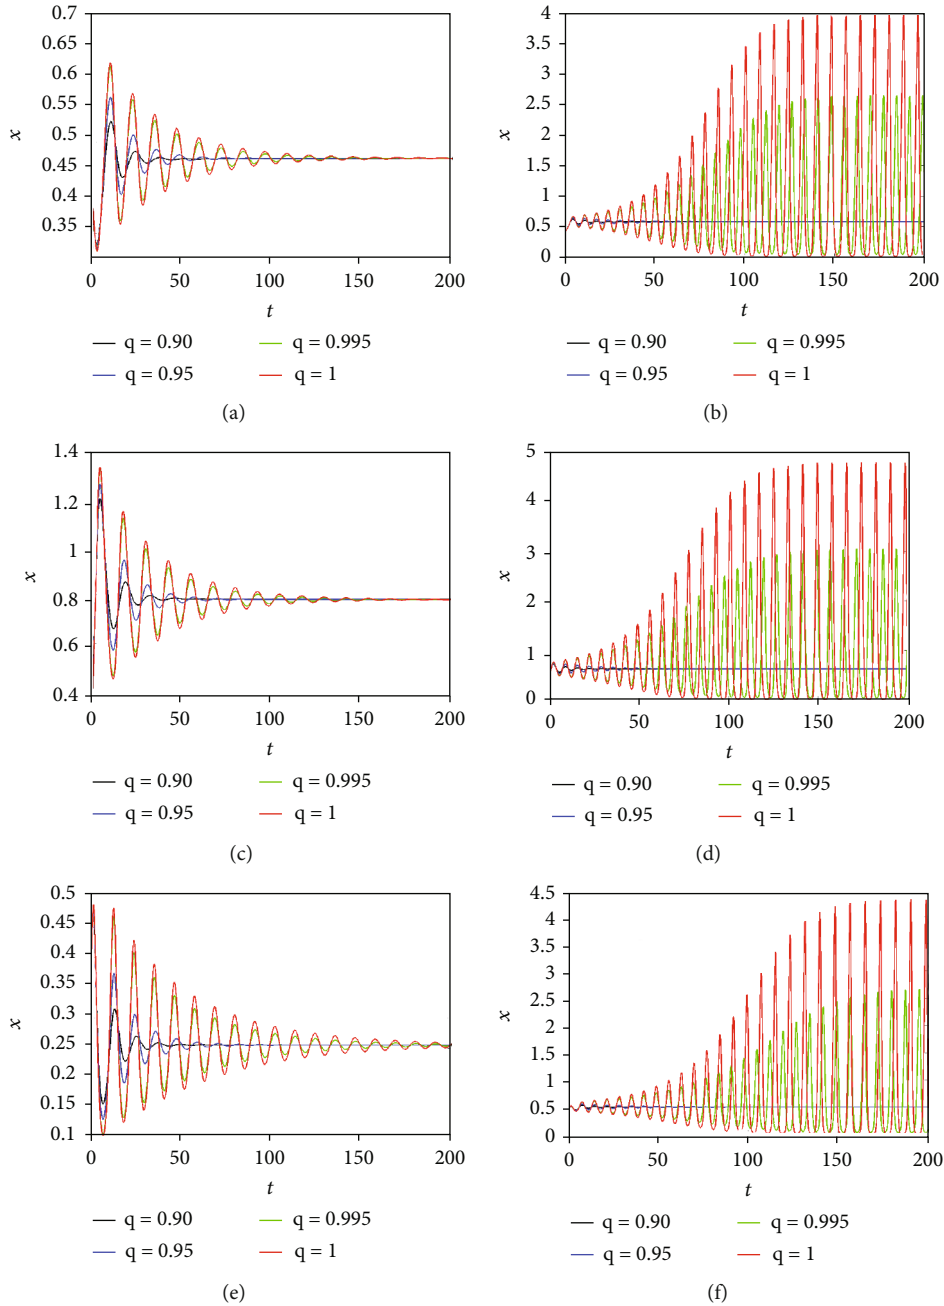 0.7
0.6
0.65
0.55
0.5
0.45
0.4
0.35
x
0
50
100
150
200
t
q = 0.90
q = 0.995
q = 0.95
q = 1
(a)
4
3.5
3
2.5
2
1.5
1
0.5
0
x
0
50
100
150
200
t
q = 0.90
q = 0.995
q = 0.95
q = 1
(b)
1.4
1.2
1
0.8
0.6
0.4
x
0
50
100
150
200
t
q = 0.90
q = 0.995
q = 0.95
q = 1
(c)
5
4
3
2
1
0
x
0
50
100
150
200
t
q = 0.90
q = 0.995
q = 0.95
q = 1
(d)
0.5
0.45
0.4
0.35
0.3
0.25
0.2
0.15
0.1
x
0
50
100
150
200
t
q = 0.90
q = 0.995
q = 0.95
q = 1
(e)
4.5
4
3.5
3
2.5
4
1.5
1
0.5
0
x
0
50
100
150
200
t
q = 0.90
q = 0.995
q = 0.95
q = 1
(f)